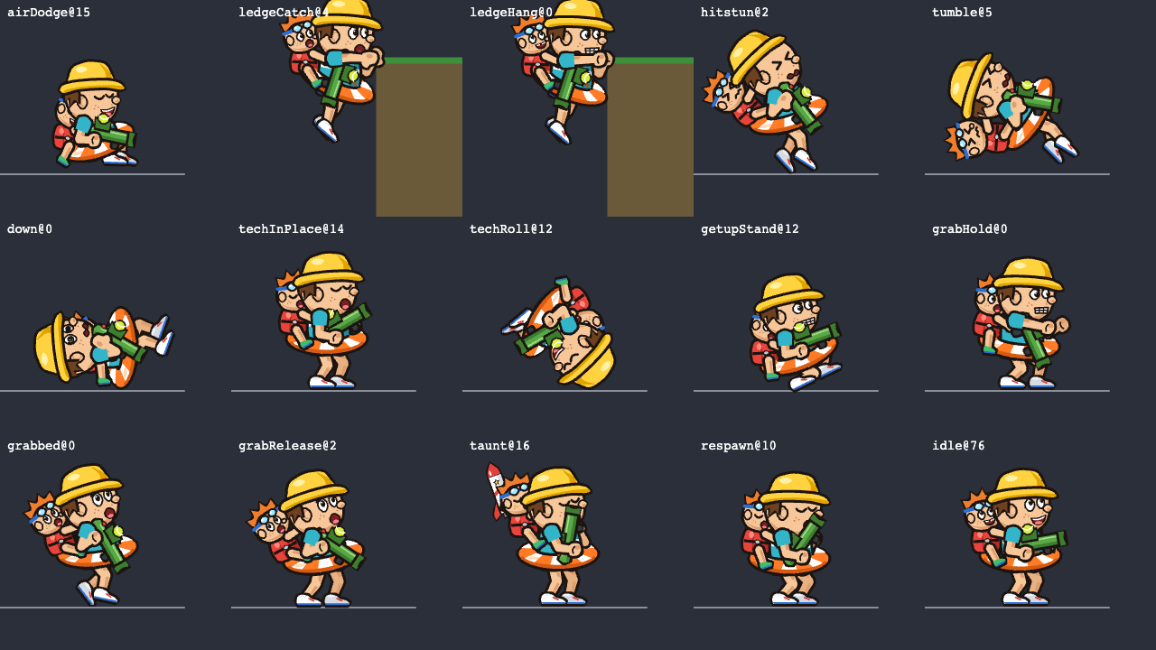 airDodge@15
ledgeCatch@4
ledgeHang@0
hitstun@2
tumble@5
down@0
techInPlace@14
techRoll@12
getupStand@12
grabHold@0
grabbed@0
grabRelease@2
taunt@16
respawn@10
idle@76